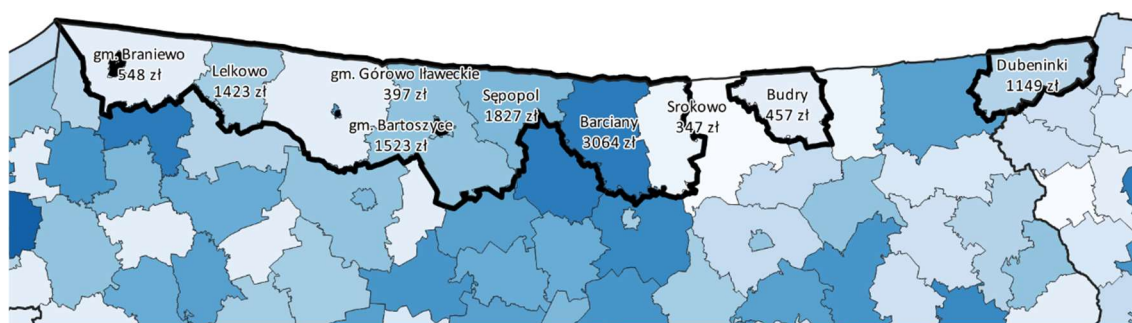 gm. Braniewo
548 zł
Lelkowo
1423 zł
gm. Górowo Iławeckie
397 zł
gm. Bartoszyce
1523 zł
Sępopol
1827 zł
Barciany
3064 zł
Srokowo
347 zł
Budry
457 zł
Dubeninki
1149 zł